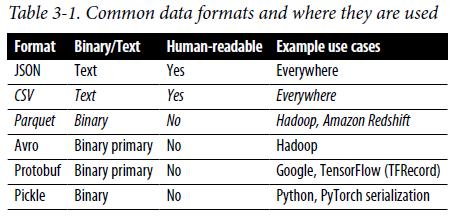 Table 3-1. Common data formats and where they are used
Format Binary/Text Human-readable Example use cases
JSON Text Yes Everywhere
CSV Text Yes Everywhere
Parquet Binary No Hadoop, Amazon Redshift
Avro Binary primary No Hadoop
Protobuf Binary primary No Google, TensorFlow (TFRecord)
Pickle Binary No Python, PyTorch serialization